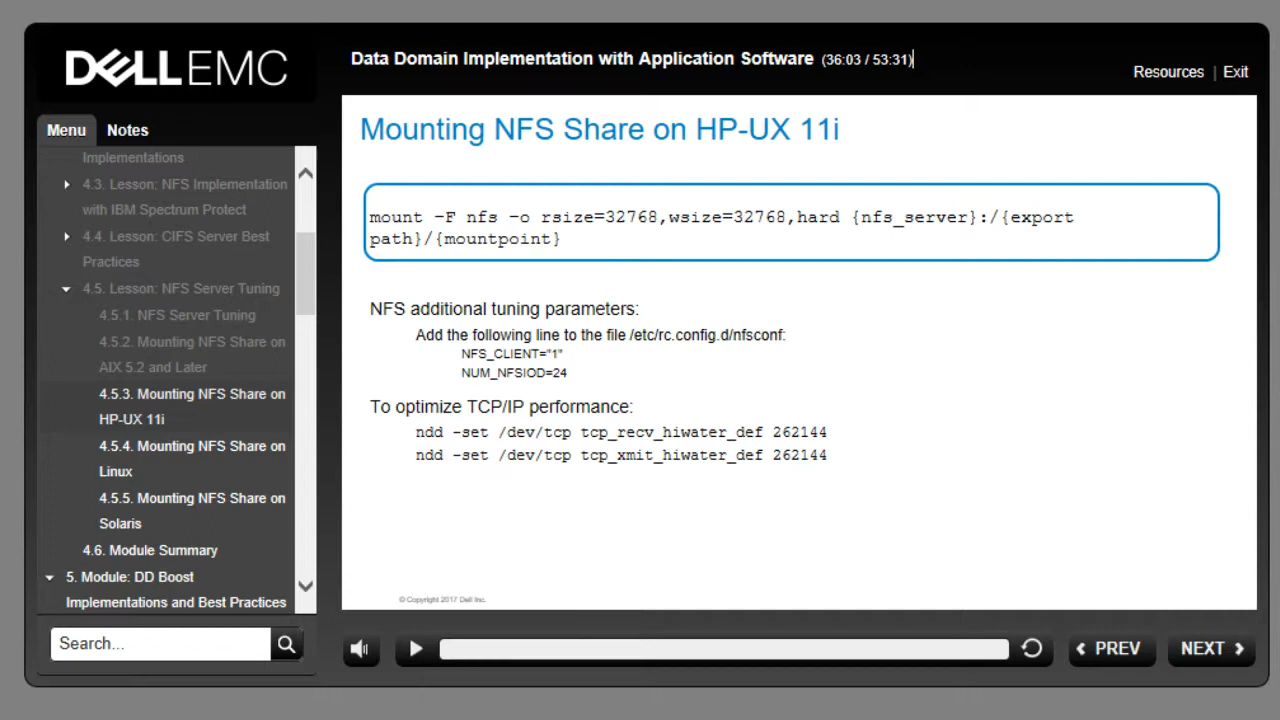 DELLEMC
Data Domain Implementation with Application Software (36:03 / 53:31)
Resources | Exit
Menu
Notes
Implementations
4.3. Lesson: NFS Implementation
with IBM Spectrum Protect
4.4. Lesson: CIFS Server Best
Practices
4.5. Lesson: NFS Server Tuning
4.5.1. NFS Server Tuning
4.5.2. Mounting NFS Share on
AIX 5.2 and Later
4.5.3. Mounting NFS Share on
HP-UX 11i
4.5.4. Mounting NFS Share on
Linux
4.5.5. Mounting NFS Share on
Solaris
4.6. Module Summary
5. Module: DD Boost
Implementations and Best Practices
Search...
Mounting NFS Share on HP-UX 11i
mount -F nfs -o rsize=32768,wsize=32768,hard {nfs_server}:/{export
path}/{mountpoint}
NFS additional tuning parameters:
Add the following line to the file /etc/rc.config.d/nfsconf:
NFS_CLIENT="1"
NUM_NFSIOD=24
To optimize TCP/IP performance:
ndd -set /dev/tcp tcp_recv_hiwater_def 262144
ndd -set /dev/tcp tcp_xmit_hiwater_def 262144
© Copyright 2017 Dell Inc.
PREV
NEXT